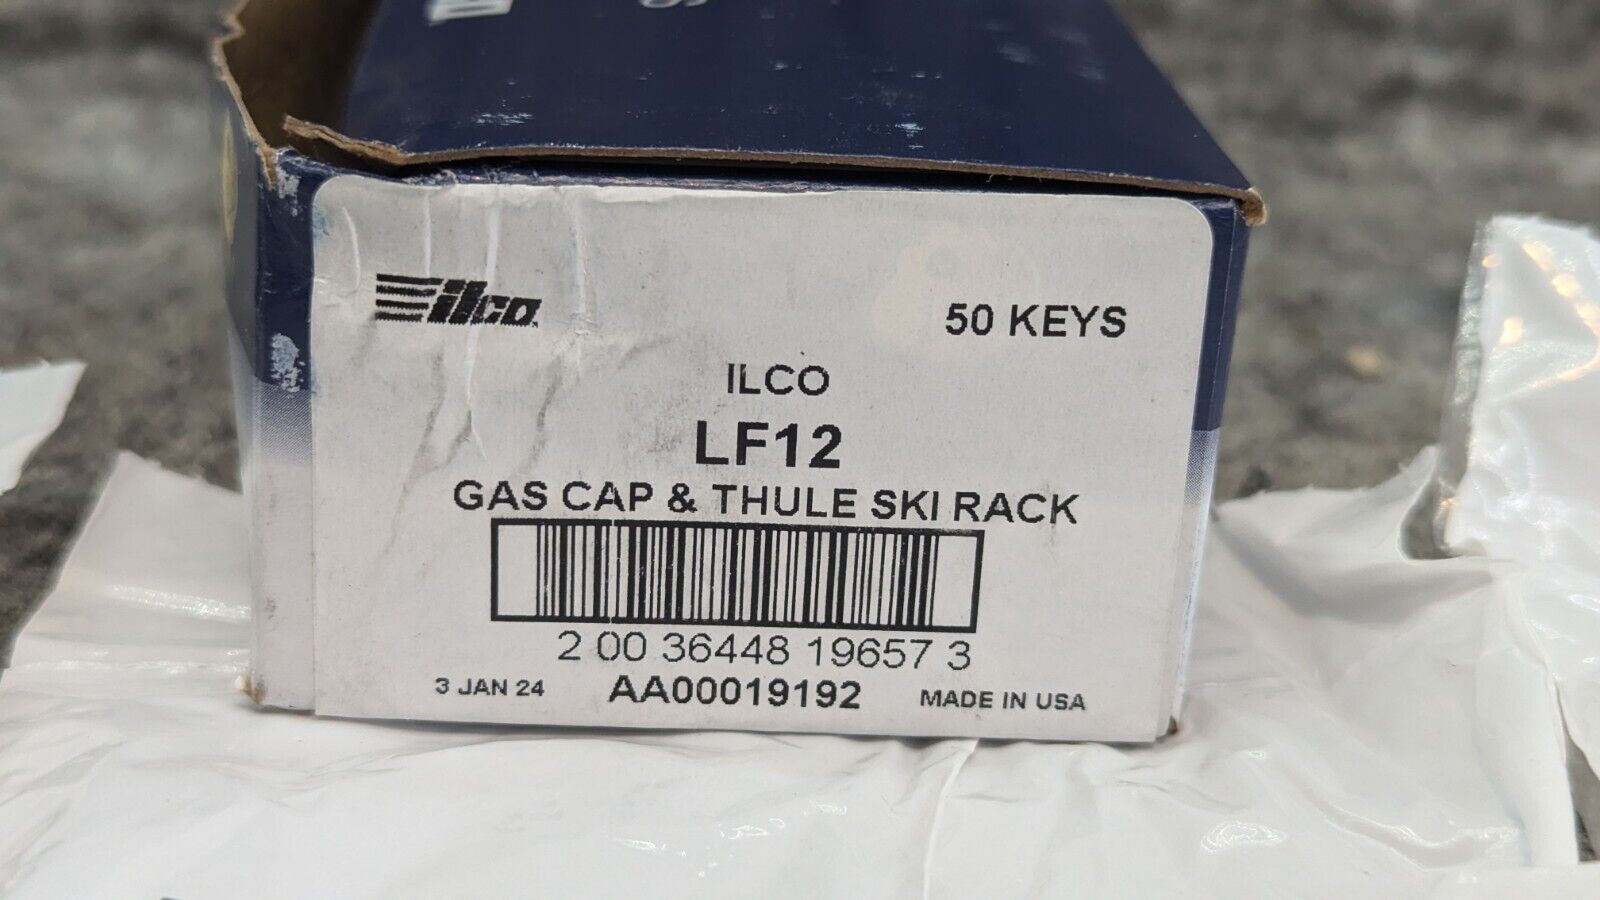 ilco
50 KEYS
ILCO
LF12
GAS CAP & THULE SKI RACK
2 00 36448 19657 3
3 JAN 24 AA00019192 MADE IN USA